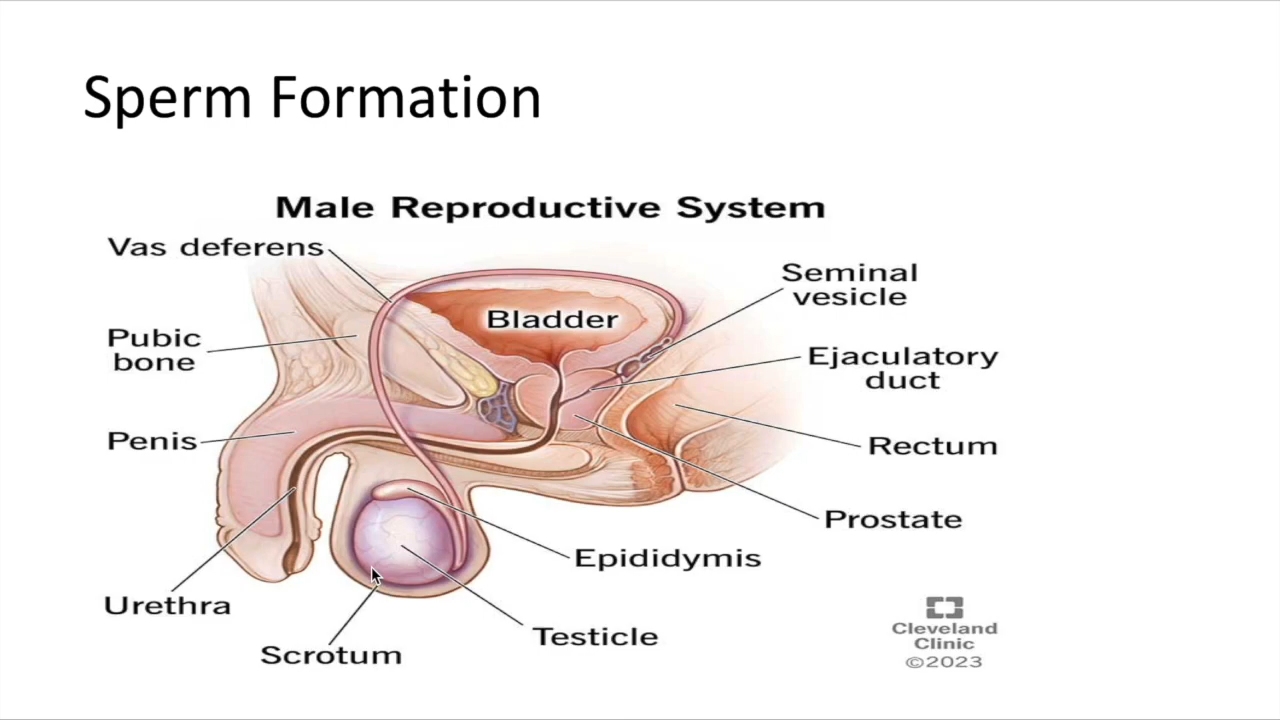 Sperm Formation
Male Reproductive System
Vas deferens
Seminal
vesicle
Bladder
Pubic
bone
Ejaculatory
duct
Penis
Rectum
Prostate
Epididymis
Urethra
Testicle
Scrotum
Cleveland
Clinic
©2023